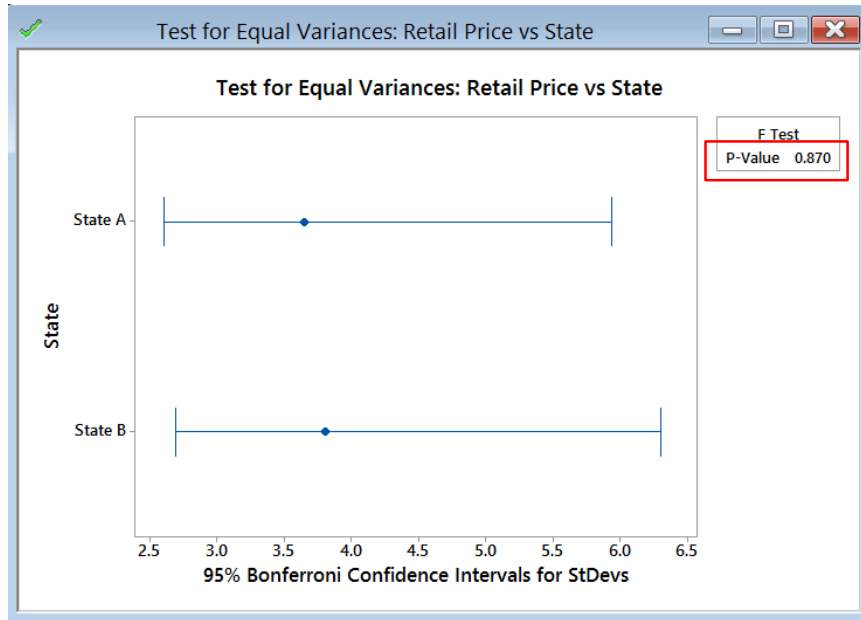 Test for Equal Variances: Retail Price vs State
Test for Equal Variances: Retail Price vs State
F Test
P-Value 0.870
State A
State
State B
2.5 3.0 3.5 4.0 4.5 5.0 5.5 6.0 6.5
95% Bonferroni Confidence Intervals for StDevs